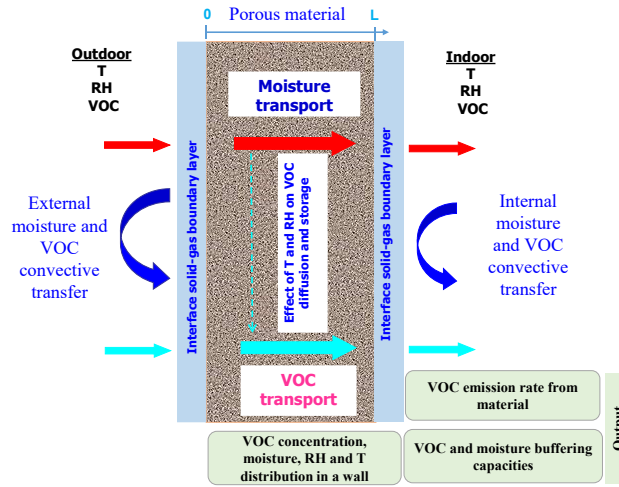 0
Porous material
L
Outdoor
T
RH
VOC
Indoor
T
RH
VOC
Moisture
transport
Interface solid-gas boundary layer
Effect of T and RH on VOC
diffusion and storage
Interface solid-gas boundary layer
External
moisture and
VOC
convective
transfer
Internal
moisture
and VOC
convective
transfer
VOC
transport
VOC emission rate from
material
VOC concentration,
moisture, RH and T
distribution in a wall
VOC and moisture buffering
capacities
Output